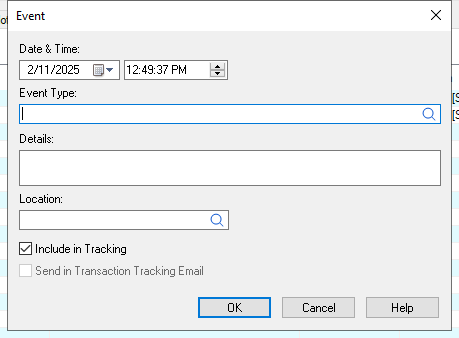 Event
Date & Time:
2/11/2025 12:49:37 PM
Event Type:
Details:
Location:
Include in Tracking
Send in Transaction Tracking Email
OK Cancel Help